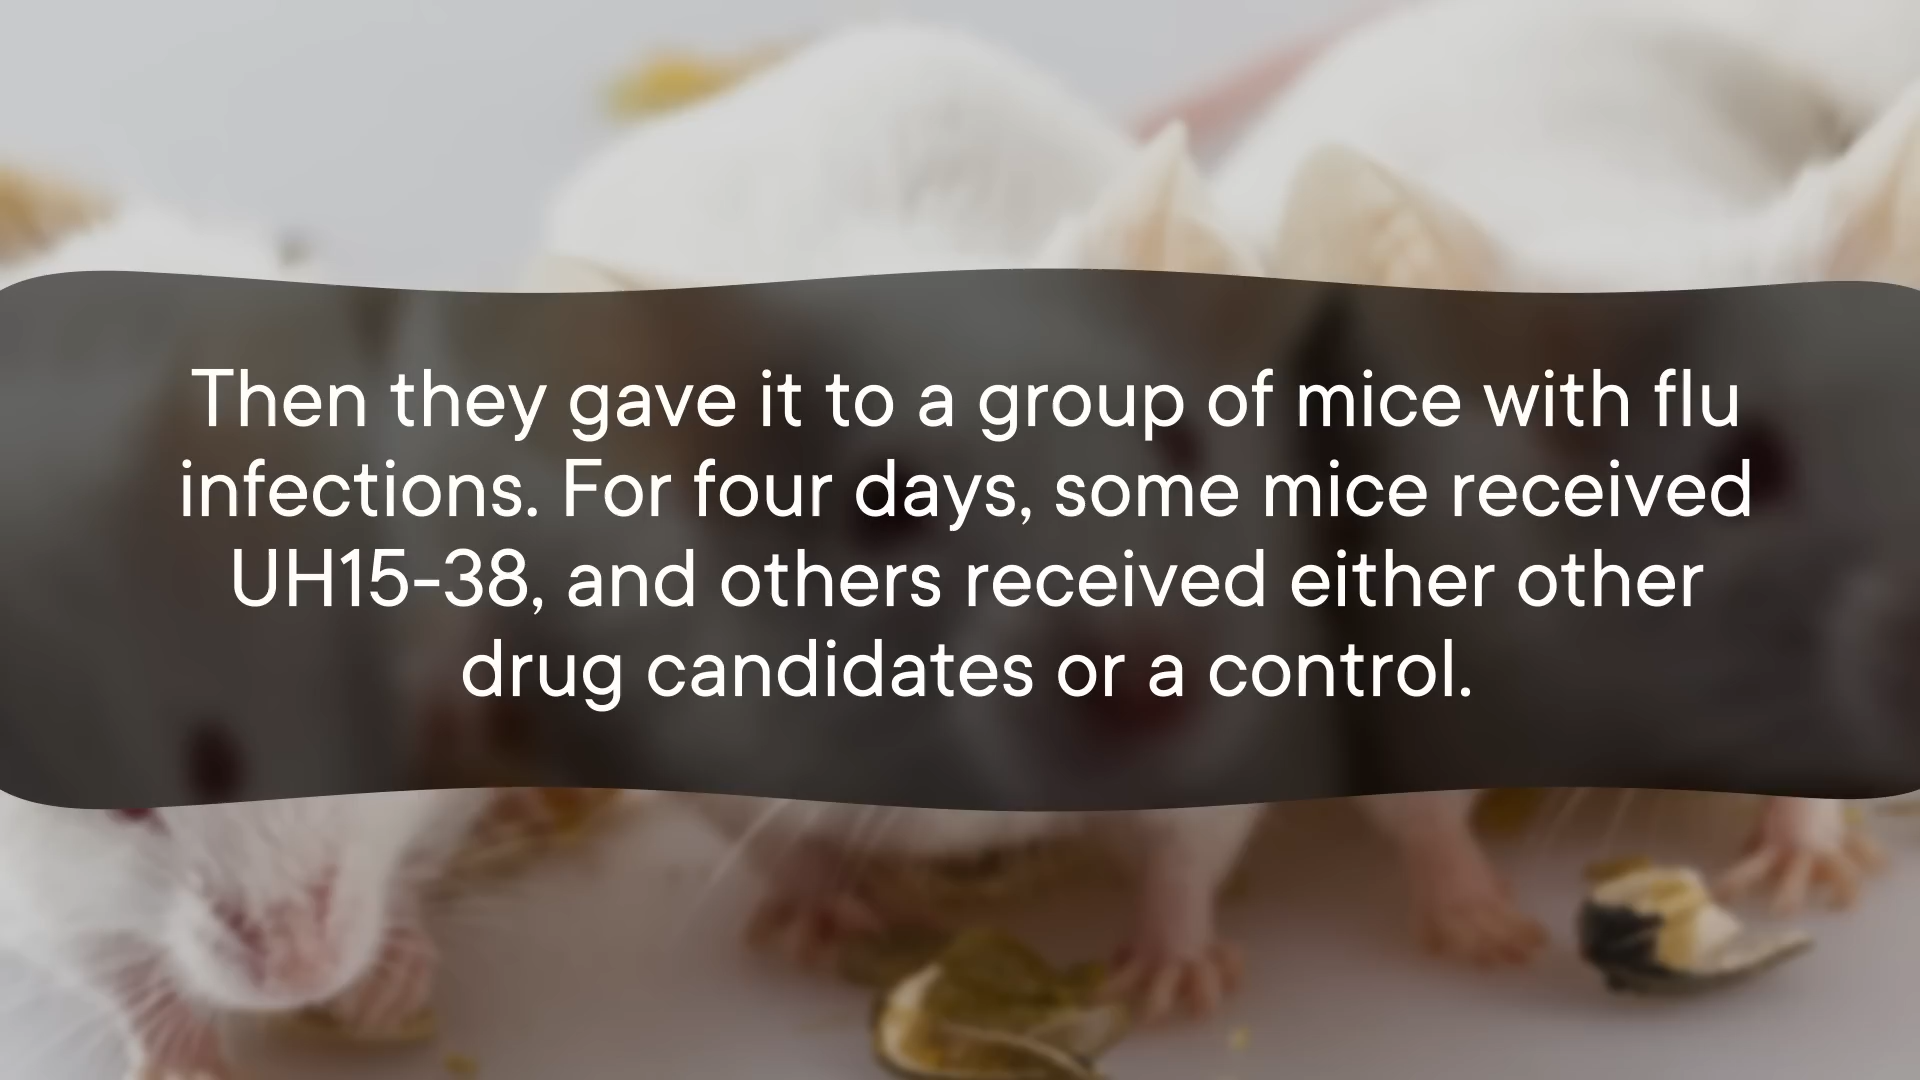 Then they gave it to a group of mice with flu
infections. For four days, some mice received
UH15-38, and others received either other
drug candidates or a control.